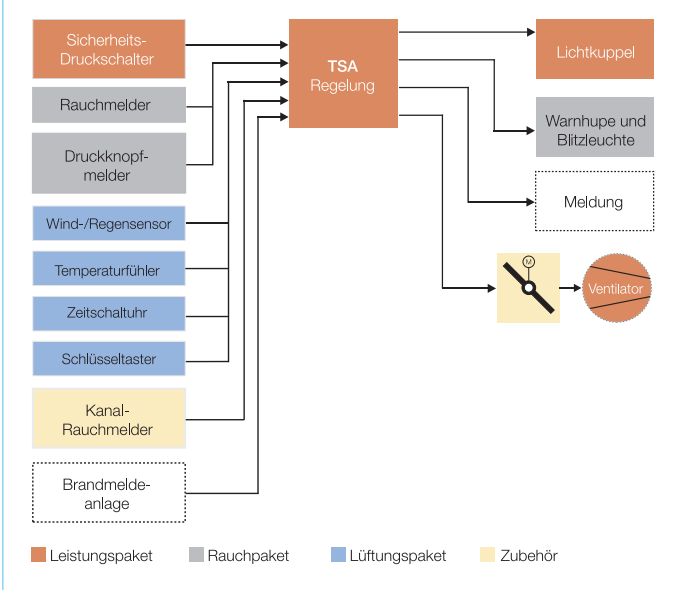 Sicherheits-
Druckschalter
Rauchmelder
Druckknopf-
melder
Wind-/Regensensor
Temperaturfühler
Zeitschaltuhr
Schlüsseltaster
Kanal-
Rauchmelder
Brandmelde-
anlage
TSA
Regelung
Lichtkuppel
Warnhupe und
Blitzleuchte
Meldung
M
Ventilator
Leistungspaket
Rauchpaket
Lüftungspaket
Zubehör